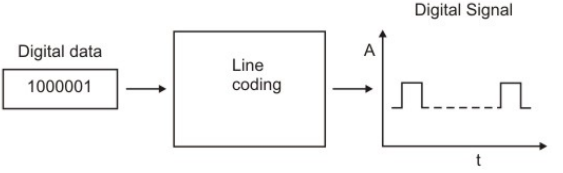 Digital data
1000001
Line
coding
Digital Signal
A
t